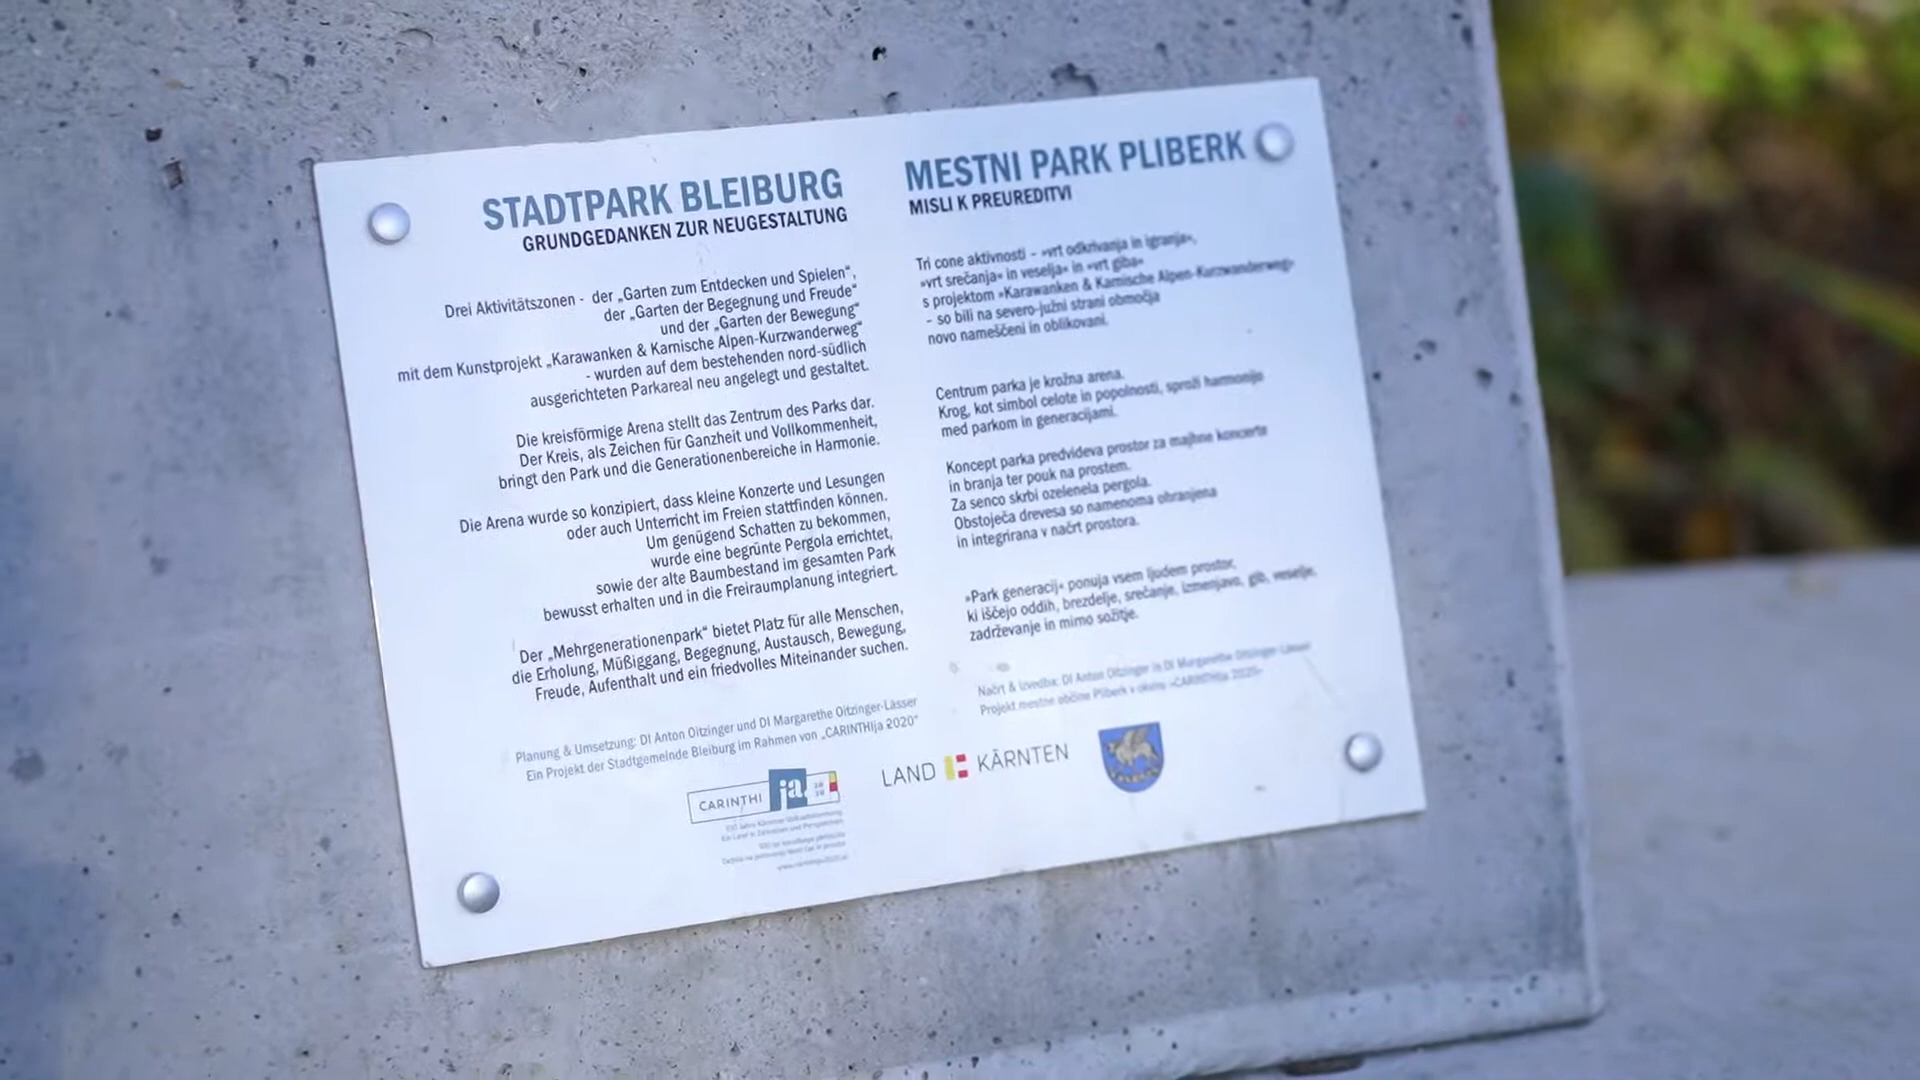 STADTPARK BLEIBURG
GRUNDGEDANKEN ZUR NEUGESTALTUNG
Drei Aktivitätszonen - der „Garten zum Entdecken und Spielen“,
der „Garten der Begegnung und Freude“
und der „Garten der Bewegung“
mit dem Kunstprojekt „Karawanken & Karnische Alpen-Kurzwanderweg“
- wurden auf dem bestehenden nord-südlich
ausgerichteten Parkareal neu angelegt und gestaltet.
Die kreisförmige Arena stellt das Zentrum des Parks dar.
Der Kreis, als Zeichen für Ganzheit und Vollkommenheit,
bringt den Park und die Generationenbereiche in Harmonie.
Die Arena wurde so konzipiert, dass kleine Konzerte und Lesungen
oder auch Unterricht im Freien stattfinden können.
Um genügend Schatten zu bekommen,
wurde eine begrünte Pergola errichtet,
sowie der alte Baumbestand im gesamten Park
bewusst erhalten und in die Freiraumplanung integriert.
Der „Mehrgenerationenpark“ bietet Platz für alle Menschen,
die Erholung, Müßiggang, Begegnung, Austausch, Bewegung,
Freude, Aufenthalt und ein friedvolles Miteinander suchen.
Planung & Umsetzung: DI Anton Oitzinger und DI Margarethe Oitzinger-Lässer
Ein Projekt der Stadtgemeinde Bleiburg im Rahmen von „CARINTHIja 2020“
MESTNI PARK PLIBERK
MISLI K PREUREDITVI
Tri cone aktivnosti – »vrt odkrivanja in igranja«,
»vrt srečanja« in veselja« in »vrt giba«
s projektom »Karawanken & Karnische Alpen-Kurzwanderweg«
– so bili na severo-južni strani območja
novo nameščeni in oblikovani.
Centrum parka je krožna arena.
Krog, kot simbol celote in popolnosti, sproži harmonijo
med parkom in generacijami.
Koncept parka predvideva prostor za majhne koncerte
in branja ter pouk na prostem.
Za senco skrbi ozelenela pergola.
Obstoječa drevesa so namenoma ohranjena
in integrirana v načrt prostora.
»Park generacij« ponuja vsem ljudem prostor,
ki iščejo oddih, brezdelje, srečanje, izmenjavo, gib, veselje,
zadrževanje in mirno sožitje.
Načrt & izvedba: DI Anton Oitzinger in DI Margarethe Oitzinger-Lässer
Projekt mestne občine Pliberk v okviru »CARINTHIja 2020«
CARINTHI ja 20 20
LAND KÄRNTEN